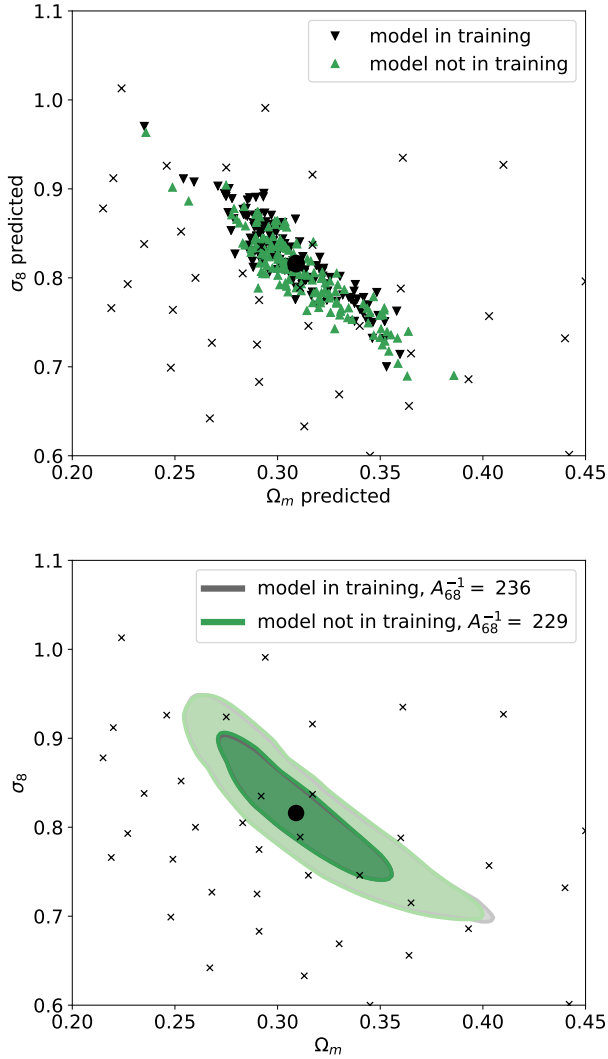 model in training
model not in training
1.1
1.0
0.9
0.8
0.7
0.6
σ8 predicted
0.20 0.25 0.30 0.35 0.40 0.45
Ωm predicted
model in training, A68^-1 = 236
model not in training, A68^-1 = 229
1.1
1.0
0.9
0.8
0.7
0.6
σ8
0.20 0.25 0.30 0.35 0.40 0.45
Ωm